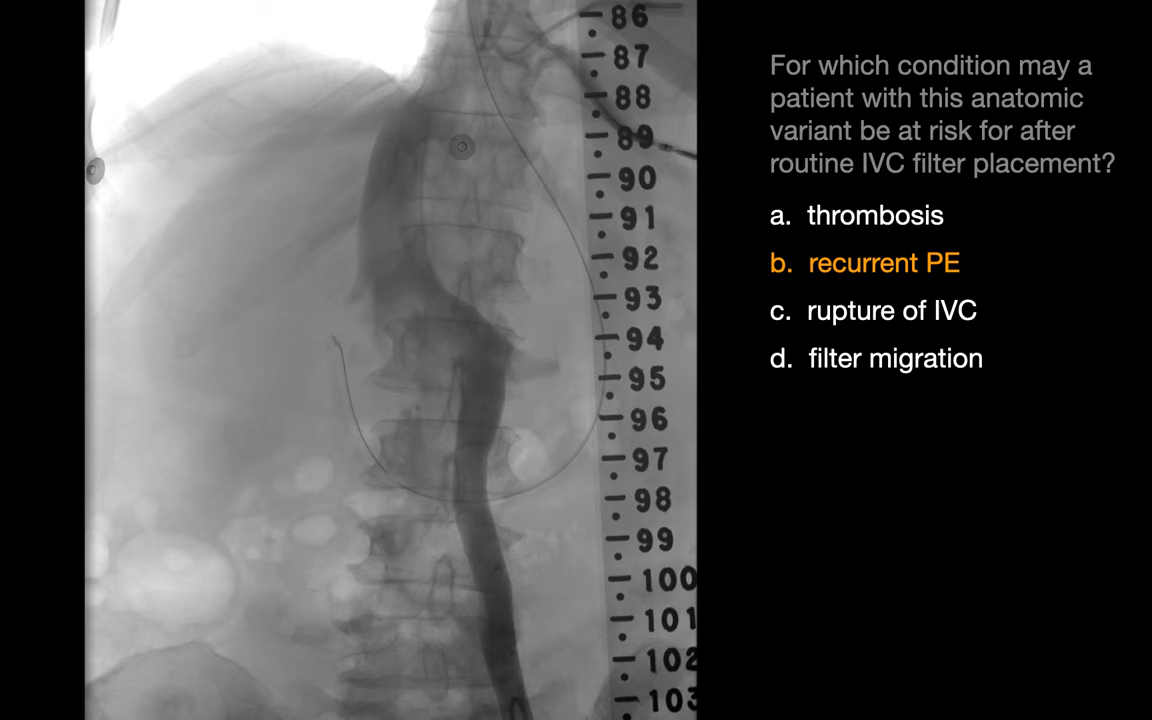 86
87
88
89
90
91
92
93
94
95
96
97
98
99
100
101
102
103
For which condition may a
patient with this anatomic
variant be at risk for after
routine IVC filter placement?
a. thrombosis
b. recurrent PE
c. rupture of IVC
d. filter migration